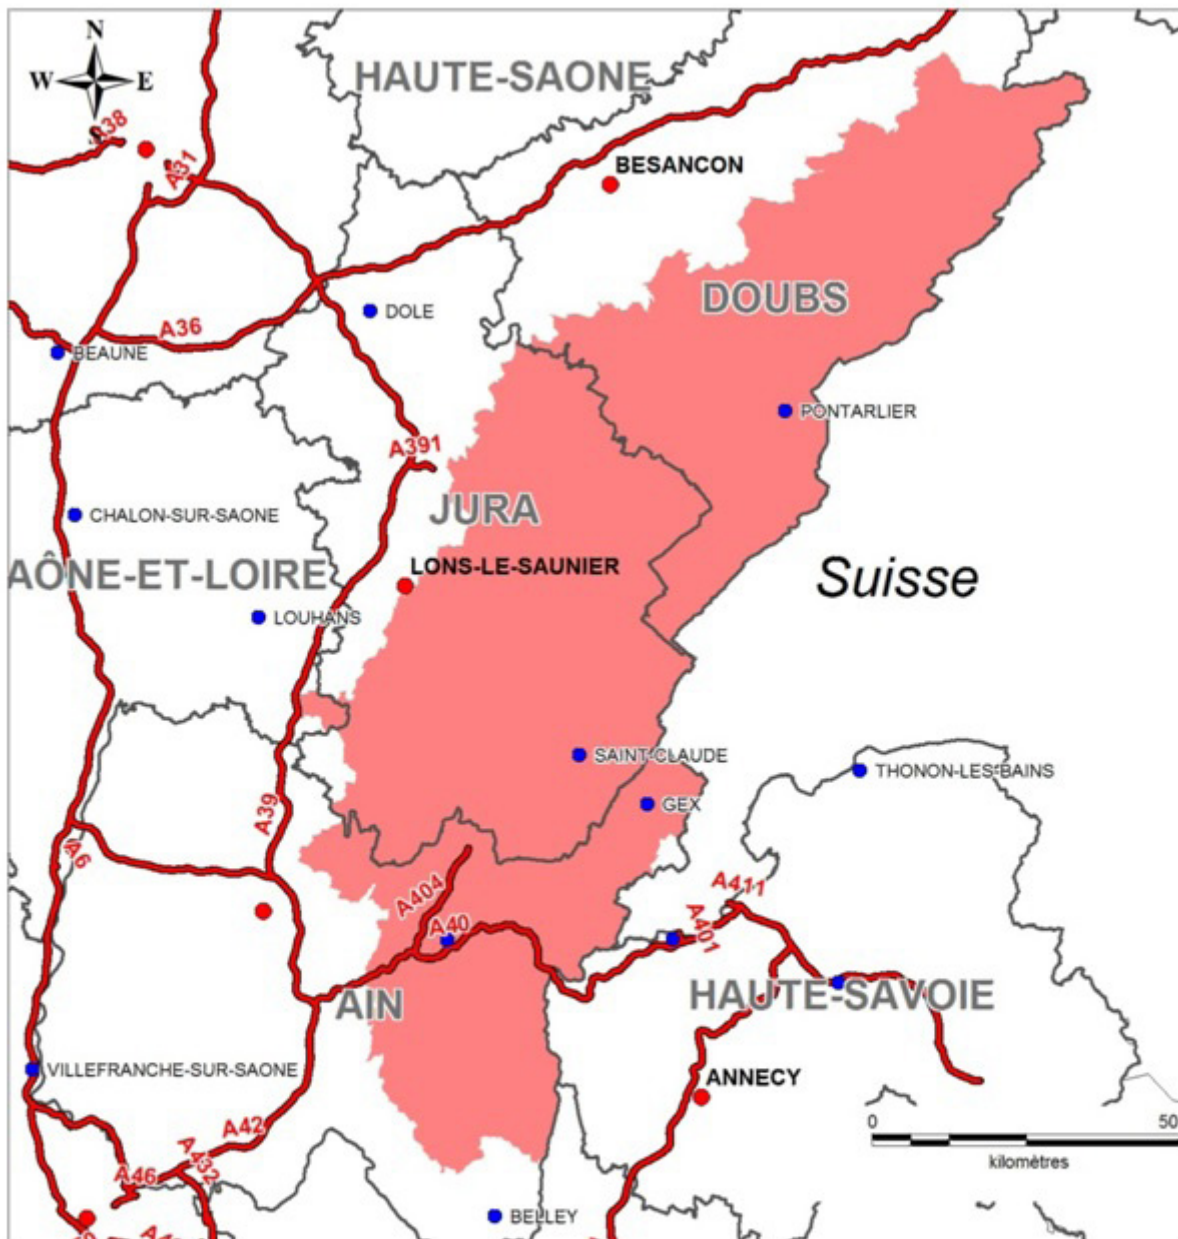 N
HAUTE-SAONE
W
E
S
A38
A31
BESANCON
DOUBS
DOLE
A36
BEAUNE
PONTARLIER
A391
JURA
CHALON-SUR-SAONE
LONS-LE-SAUNIER
AÔNE-ET-LOIRE
Suisse
LOUHANS
SAINT-CLAUDE
THONON-LES-BAINS
GEX
A39
A6
A404
A411
A40
A401
AIN
HAUTE-SAVOIE
VILLEFRANCHE-SUR-SAONE
ANNECY
0 50
A42
A432
kilomètres
A46
BELLEY